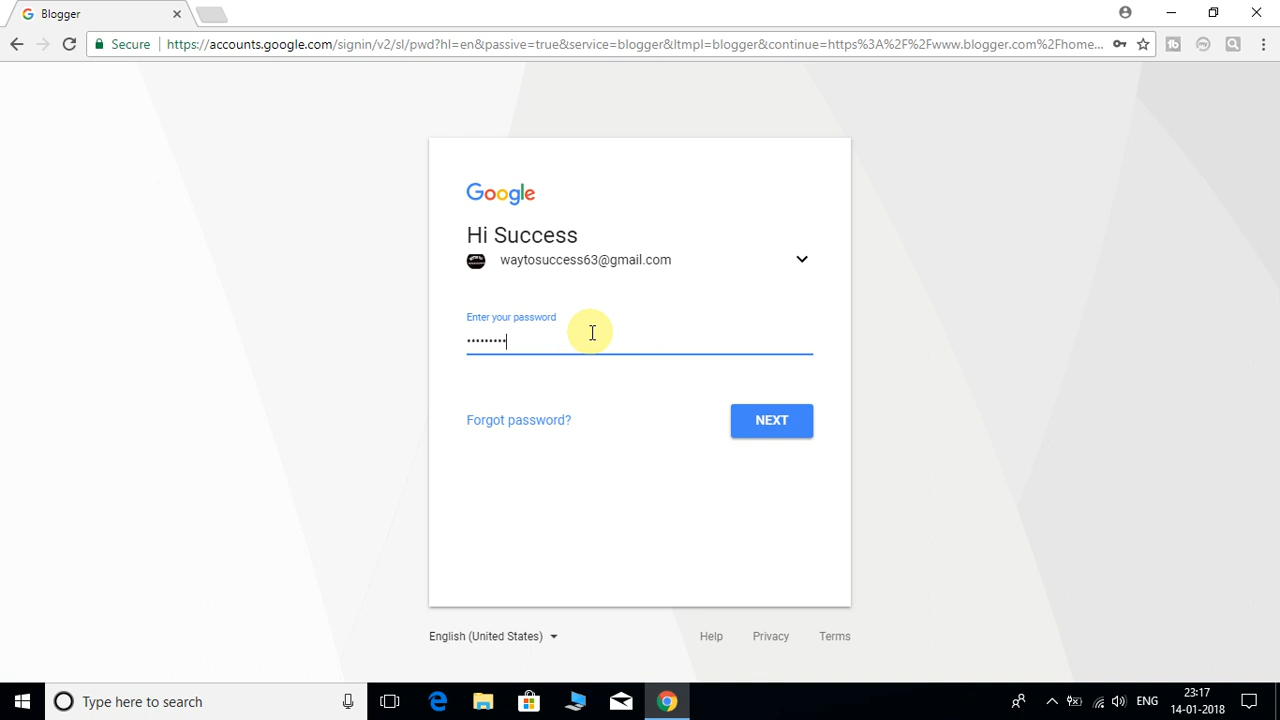 Blogger
Secure
https://accounts.google.com/signin/v2/sl/pwd?hl=en&passive=true&service=blogger&ltmpl=blogger&continue=https%3A%2F%2Fwww.blogger.com%2Fhome...
Google
Hi Success
waytosuccess63@gmail.com
Enter your password
•••••••••
Forgot password?
NEXT
English (United States)
Help Privacy Terms
Type here to search
ENG
23:17
14-01-2018